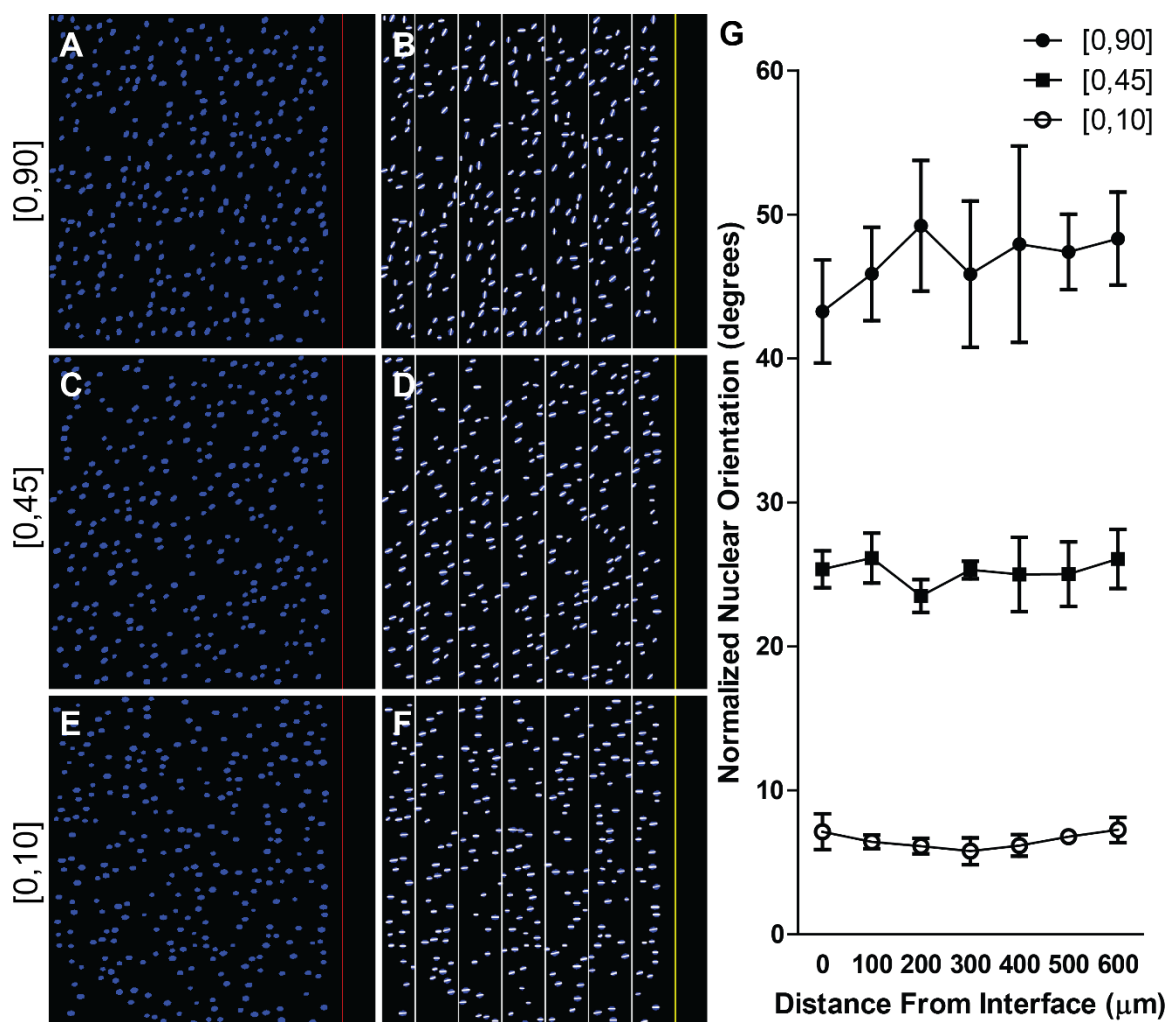 A
B
[0,90]
C
D
[0,45]
E
F
[0,10]
G
[0,90]
[0,45]
[0,10]
Normalized Nuclear Orientation (degrees)
60
50
40
30
20
10
0
0 100 200 300 400 500 600
Distance From Interface (μm)